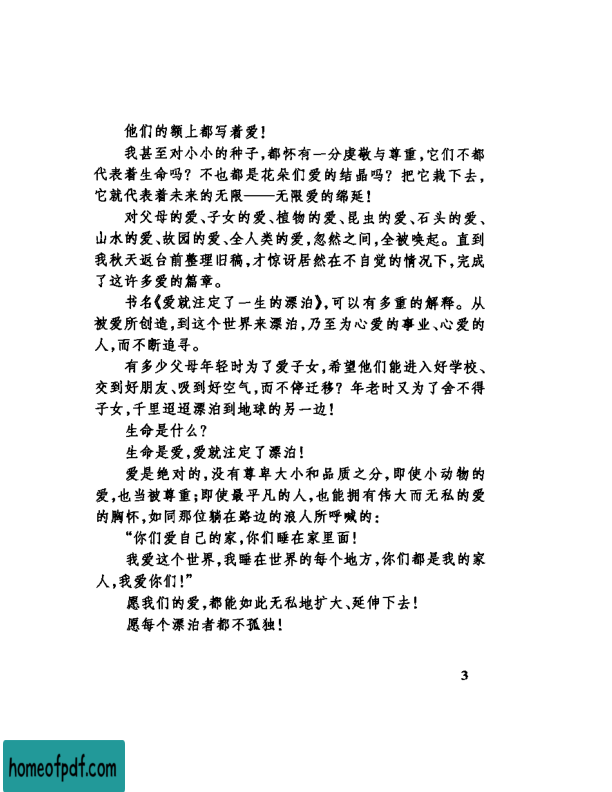 他们的额上都写着爱！
我甚至对小小的种子，都怀有一分虔敬与尊重，它们不都
代表着生命吗？不也都是花朵们爱的结晶吗？把它栽下去，
它就代表着未来的无限——无限爱的绵延！
对父母的爱、子女的爱、植物的爱、昆虫的爱、石头的爱、
山水的爱、故园的爱、全人类的爱，忽然之间，全被唤起。直到
我秋天返台前整理旧稿，才惊讶居然在不自觉的情况下，完成
了这许多爱的篇章。
书名《爱就注定了一生的漂泊》，可以有多重的解释。从
被爱所创造，到这个世界来漂泊，乃至为心爱的事业、心爱的
人，而不断追寻。
有多少父母年轻时为了爱子女，希望他们能进入好学校、
交到好朋友、吸到好空气，而不停迁移？年老时又为了舍不得
子女，千里迢迢漂泊到地球的另一边！
生命是什么？
生命是爱，爱就注定了漂泊！
爱是绝对的，没有尊卑大小和品质之分，即使小动物的
爱，也当被尊重；即使最平凡的人，也能拥有伟大而无私的爱
的胸怀，如同那位躺在路边的浪人所呼喊的：
“你们爱自己的家，你们睡在家里面！
我爱这个世界，我睡在世界的每个地方，你们都是我的家
人，我爱你们！”
愿我们的爱，都能如此无私地扩大、延伸下去！
愿每个漂泊者都不孤独！
3
homeofpdf.com